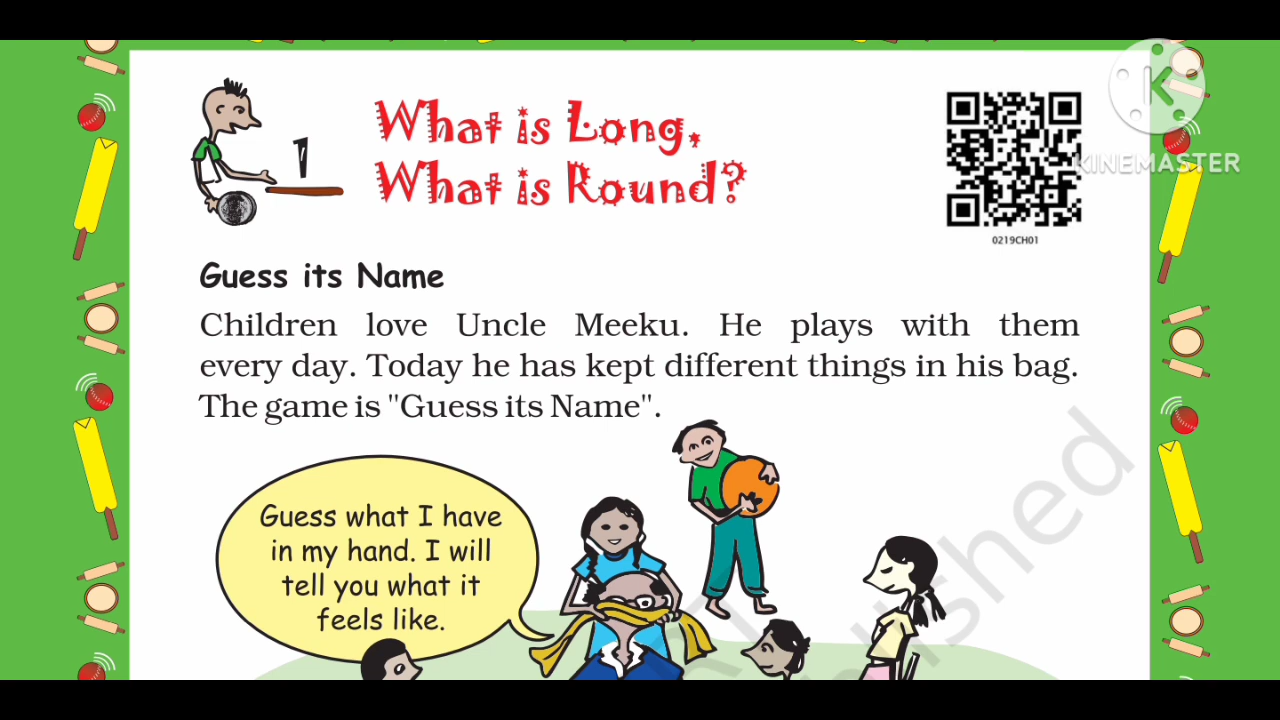 1
What is Long,
What is Round?
KINEMASTER
0219CH01
Guess its Name
Children love Uncle Meeku. He plays with them
every day. Today he has kept different things in his bag.
The game is "Guess its Name".
Guess what I have
in my hand. I will
tell you what it
feels like.